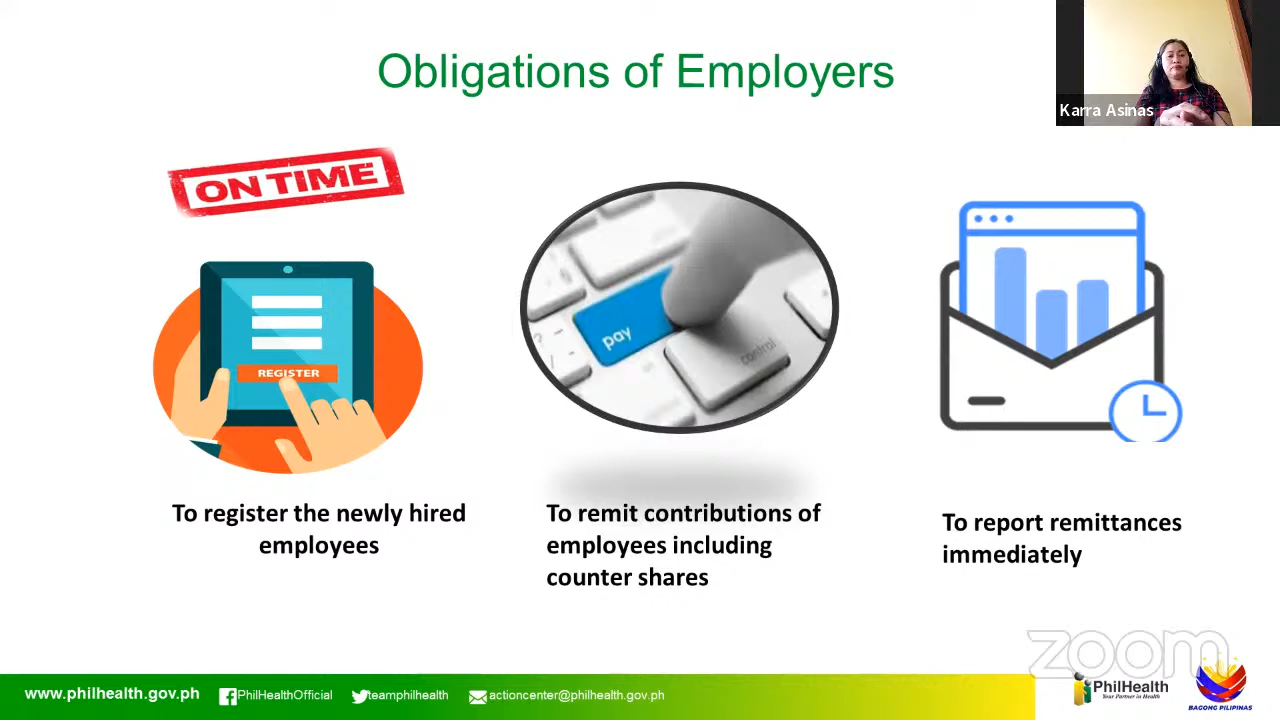 Obligations of Employers
Karra Asinas
ON TIME
REGISTER
pay
control
To register the newly hired
employees
To remit contributions of
employees including
counter shares
To report remittances
immediately
zoom
www.philhealth.gov.ph
PhilHealthOfficial
teamphilhealth
actioncenter@philhealth.gov.ph
PhilHealth
Your Partner in Health
BAGONG PILIPINAS